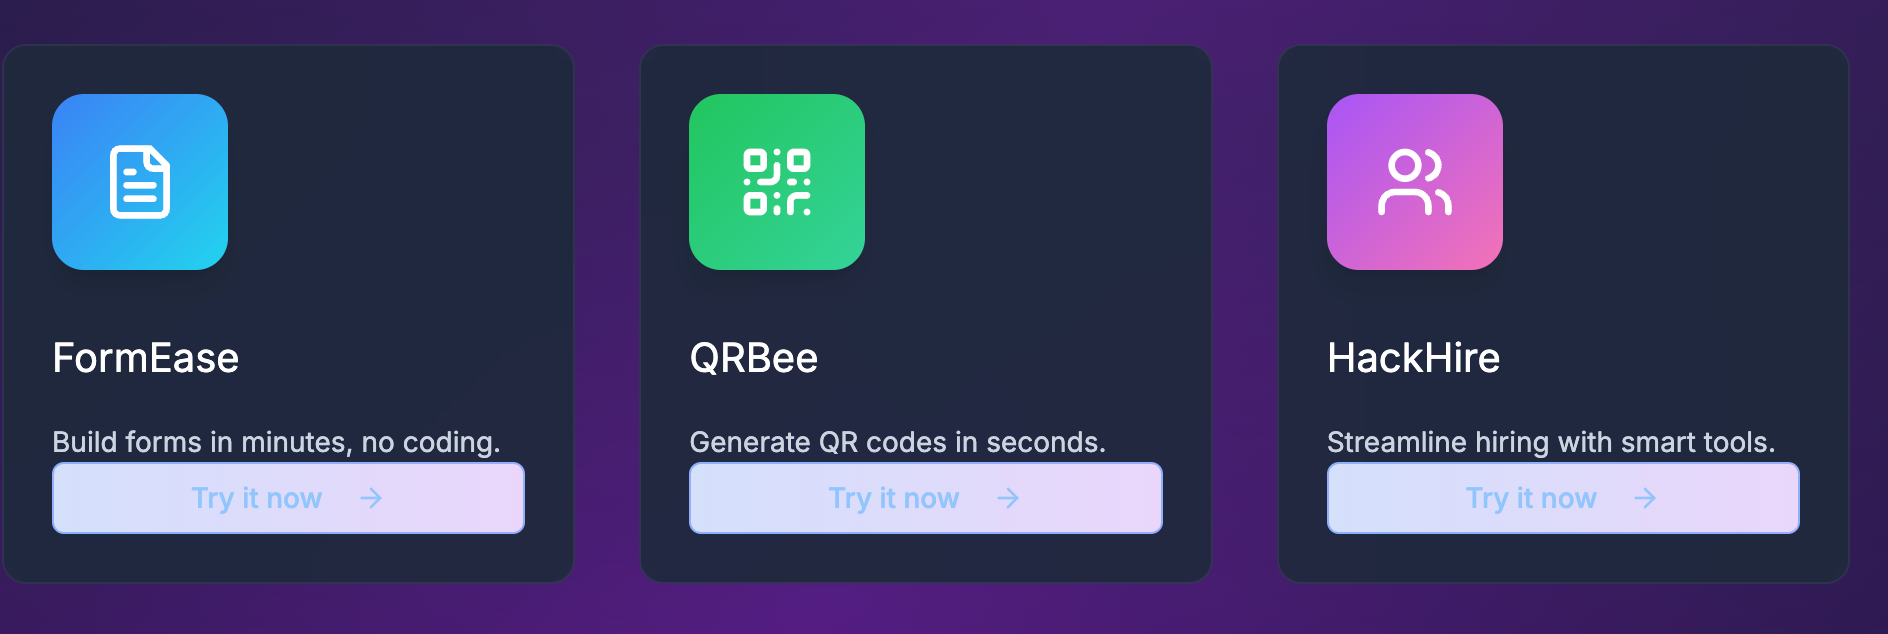 FormEase
Build forms in minutes, no coding.
Try it now
QRBee
Generate QR codes in seconds.
Try it now
HackHire
Streamline hiring with smart tools.
Try it now